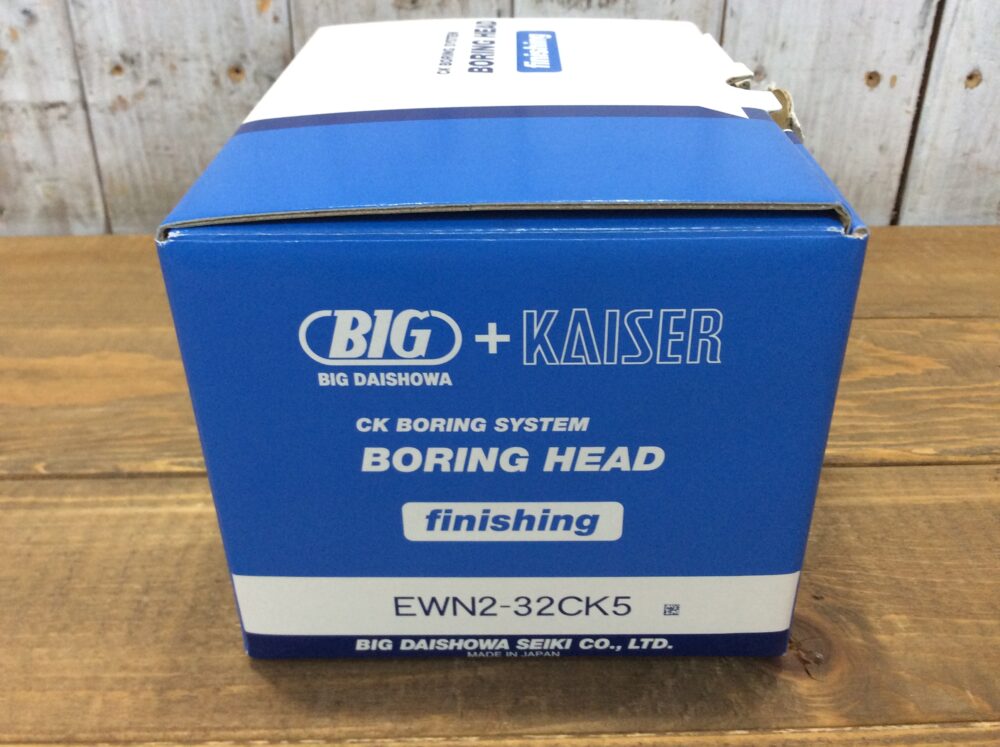 CK BORING SYSTEM
BORING HEAD
finishing
BIG + KAISER
BIG DAISHOWA
CK BORING SYSTEM
BORING HEAD
finishing
EWN2-32CK5
BIG DAISHOWA SEIKI CO., LTD.
MADE IN JAPAN